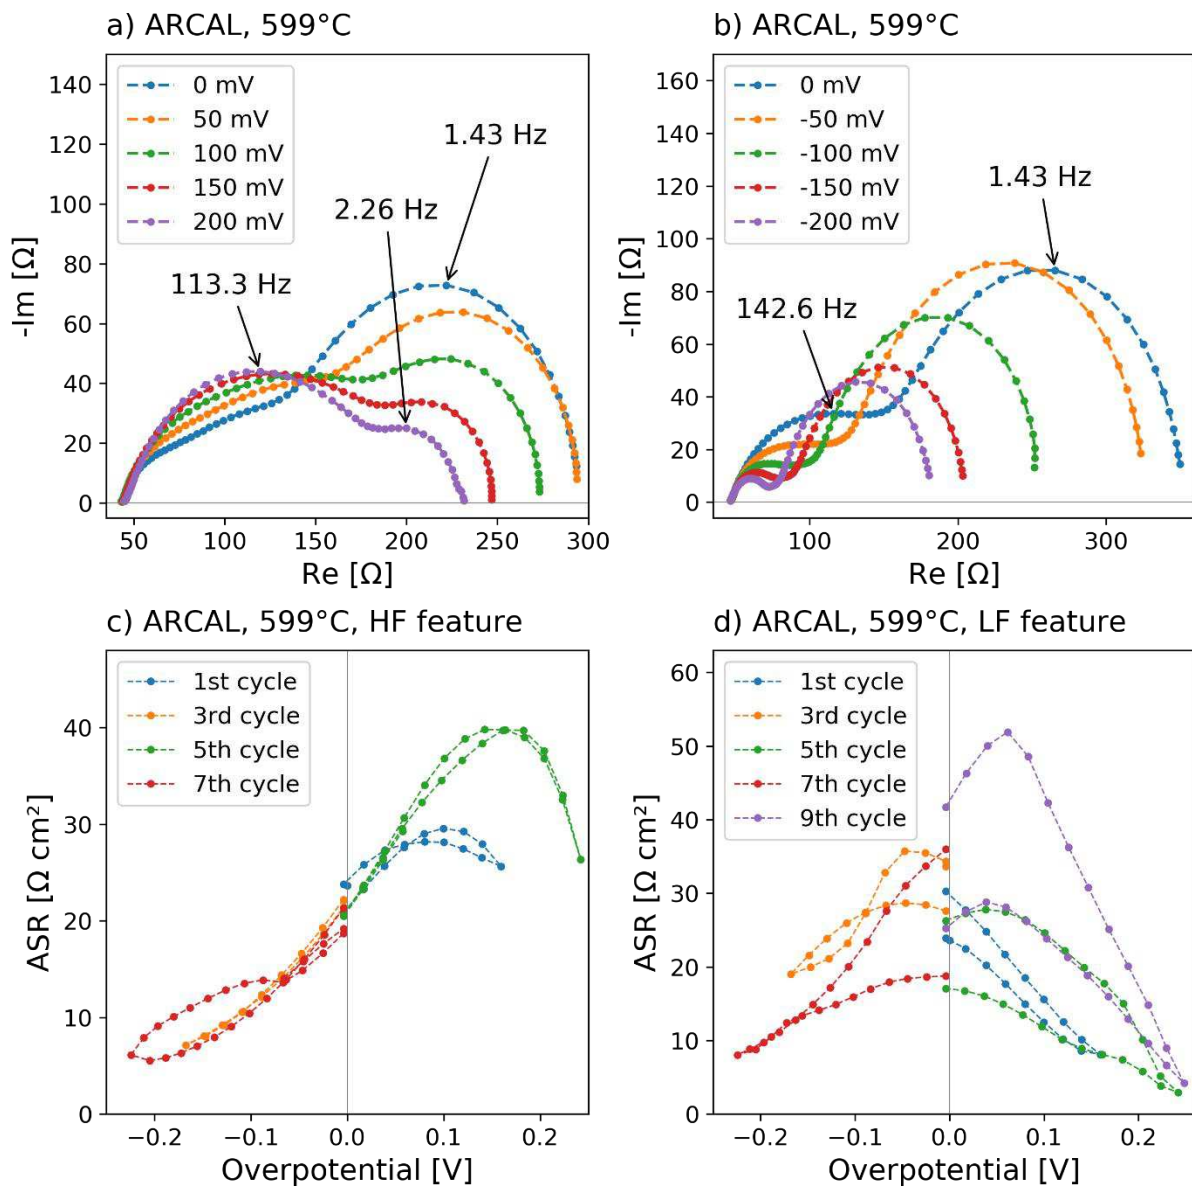 a) ARCAL, 599°C
140
120
100
80
60
40
20
0
-Im [Ω]
0 mV
50 mV
100 mV
150 mV
200 mV
1.43 Hz
2.26 Hz
113.3 Hz
50 100 150 200 250 300
Re [Ω]
b) ARCAL, 599°C
160
140
120
100
80
60
40
20
0
-Im [Ω]
0 mV
-50 mV
-100 mV
-150 mV
-200 mV
1.43 Hz
142.6 Hz
100 200 300
Re [Ω]
c) ARCAL, 599°C, HF feature
40
30
20
10
0
ASR [Ω cm²]
1st cycle
3rd cycle
5th cycle
7th cycle
−0.2 −0.1 0.0 0.1 0.2
Overpotential [V]
d) ARCAL, 599°C, LF feature
60
50
40
30
20
10
0
ASR [Ω cm²]
1st cycle
3rd cycle
5th cycle
7th cycle
9th cycle
−0.2 −0.1 0.0 0.1 0.2
Overpotential [V]